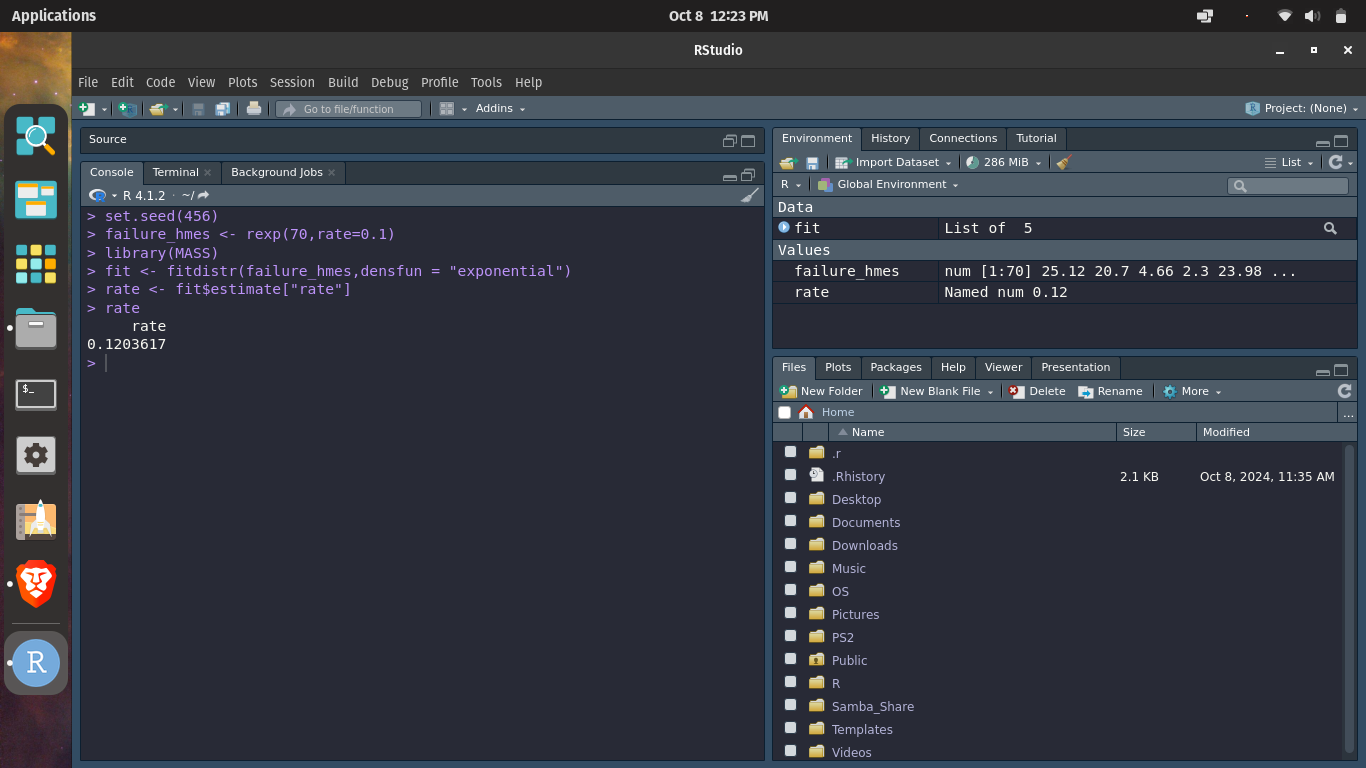 Applications
Oct 8 12:23 PM
RStudio
File Edit Code View Plots Session Build Debug Profile Tools Help
Go to file/function
Addins
Project: (None)
Source
Console Terminal Background Jobs
R 4.1.2 · ~/
> set.seed(456)
> failure_hmes <- rexp(70,rate=0.1)
> library(MASS)
> fit <- fitdistr(failure_hmes,densfun = "exponential")
> rate <- fit$estimate["rate"]
> rate
rate
0.1203617
>
Environment History Connections Tutorial
Import Dataset 286 MiB List
R Global Environment
Data
fit List of 5
Values
failure_hmes num [1:70] 25.12 20.7 4.66 2.3 23.98 ...
rate Named num 0.12
Files Plots Packages Help Viewer Presentation
New Folder New Blank File Delete Rename More
Home ...
Name Size Modified
.r
.Rhistory 2.1 KB Oct 8, 2024, 11:35 AM
Desktop
Documents
Downloads
Music
OS
Pictures
PS2
Public
R
Samba_Share
Templates
Videos
$_
R